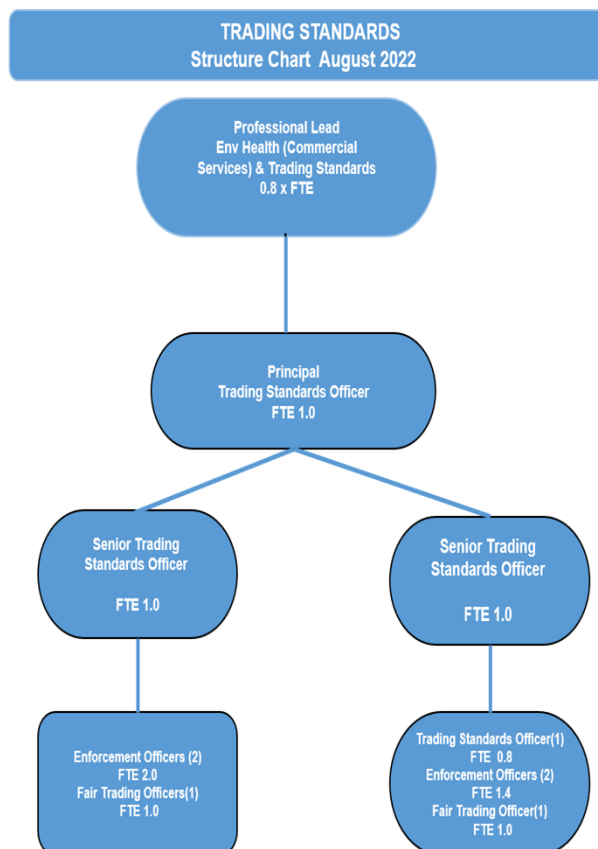 TRADING STANDARDS
Structure Chart August 2022
Professional Lead
Env Health (Commercial
Services) & Trading Standards
0.8 x FTE
Principal
Trading Standards Officer
FTE 1.0
Senior Trading
Standards Officer
FTE 1.0
Senior Trading
Standards Officer
FTE 1.0
Enforcement Officers (2)
FTE 2.0
Fair Trading Officers(1)
FTE 1.0
Trading Standards Officer(1)
FTE 0.8
Enforcement Officers (2)
FTE 1.4
Fair Trading Officer(1)
FTE 1.0